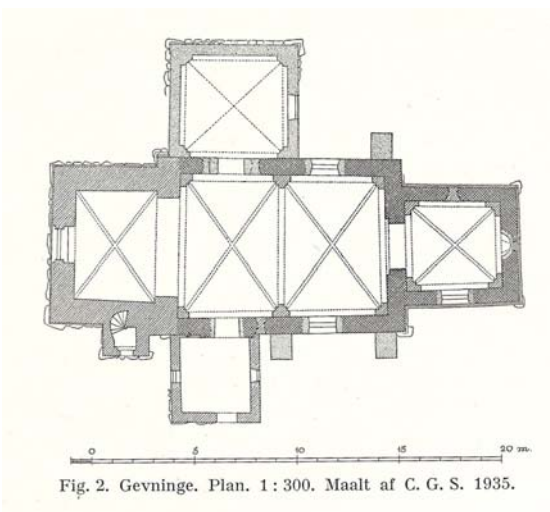 0 5 10 15 20 m.
Fig. 2. Gevninge. Plan. 1 : 300. Maalt af C. G. S. 1935.